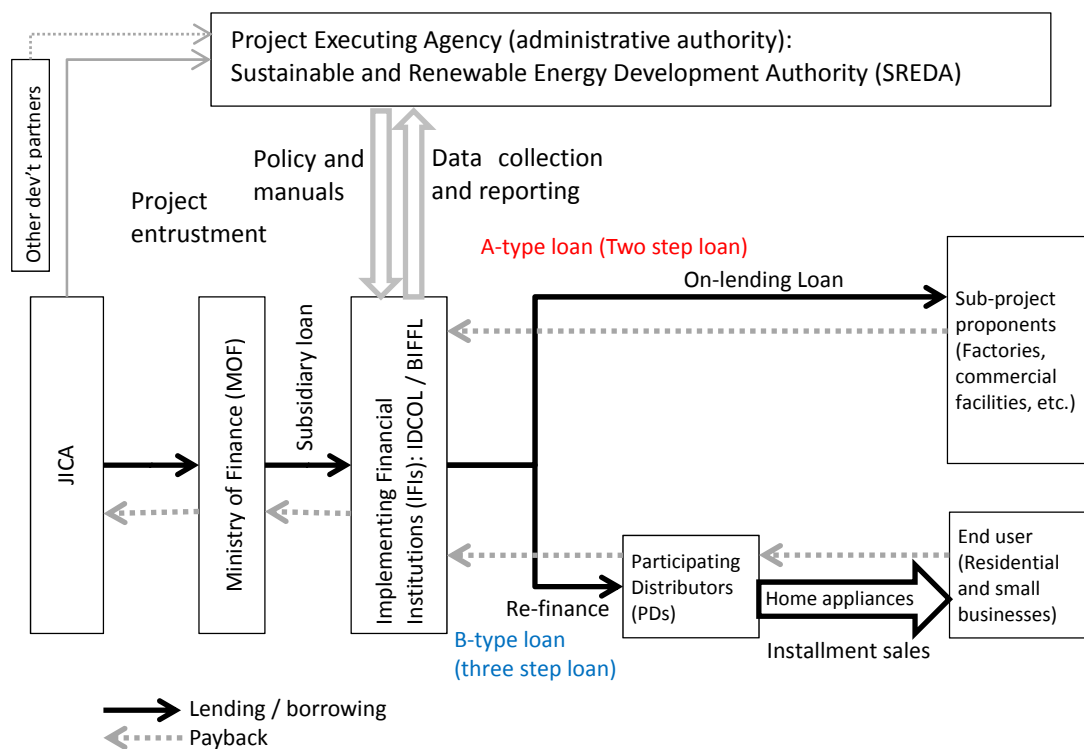 Project Executing Agency (administrative authority):
Sustainable and Renewable Energy Development Authority (SREDA)
Other dev't partners
Policy and
manuals
Data collection
and reporting
Project
entrustment
A-type loan (Two step loan)
On-lending Loan
Sub-project
proponents
(Factories,
commercial
facilities, etc.)
JICA
Ministry of Finance (MOF)
Subsidiary loan
Implementing Financial
Institutions (IFIs): IDCOL / BIFFL
Re-finance
Participating
Distributors
(PDs)
Home appliances
Installment sales
End user
(Residential
and small
businesses)
B-type loan
(three step loan)
Lending / borrowing
Payback